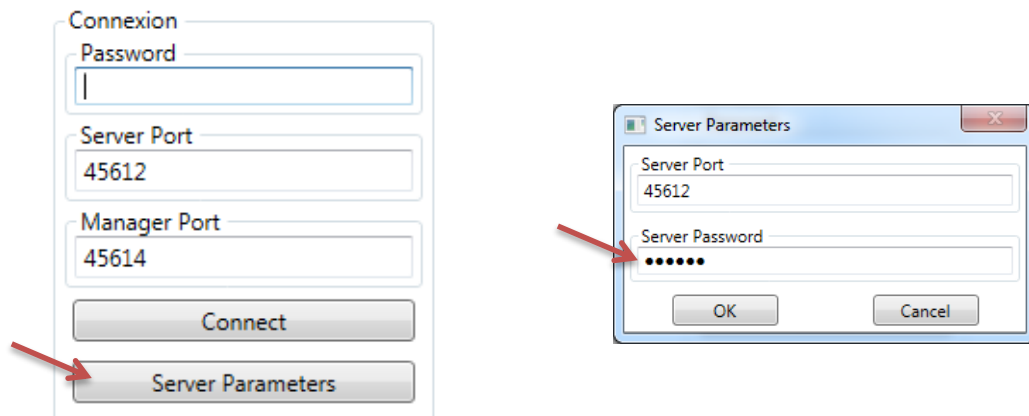 Connexion
Password
Server Port
45612
Manager Port
45614
Connect
Server Parameters
Server Parameters
Server Port
45612
Server Password
••••••
OK Cancel